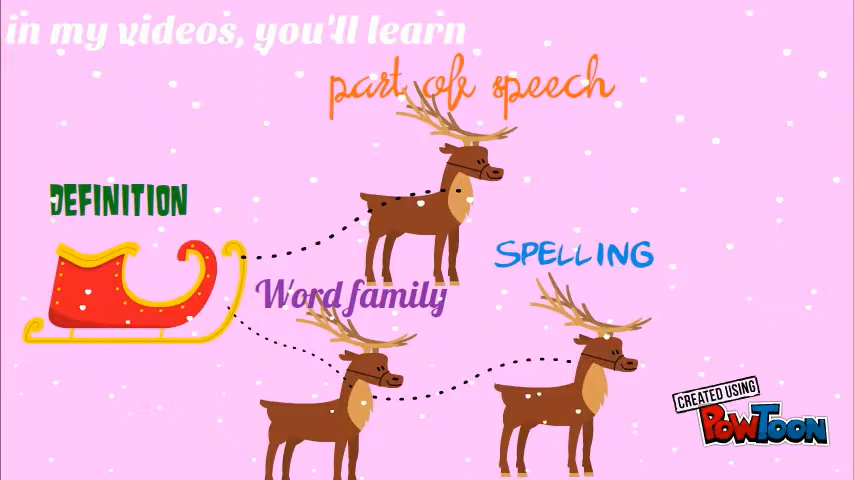 in my videos, you'll learn
part of speech
DEFINITION
SPELLING
Word family
CREATED USING
POWTOON